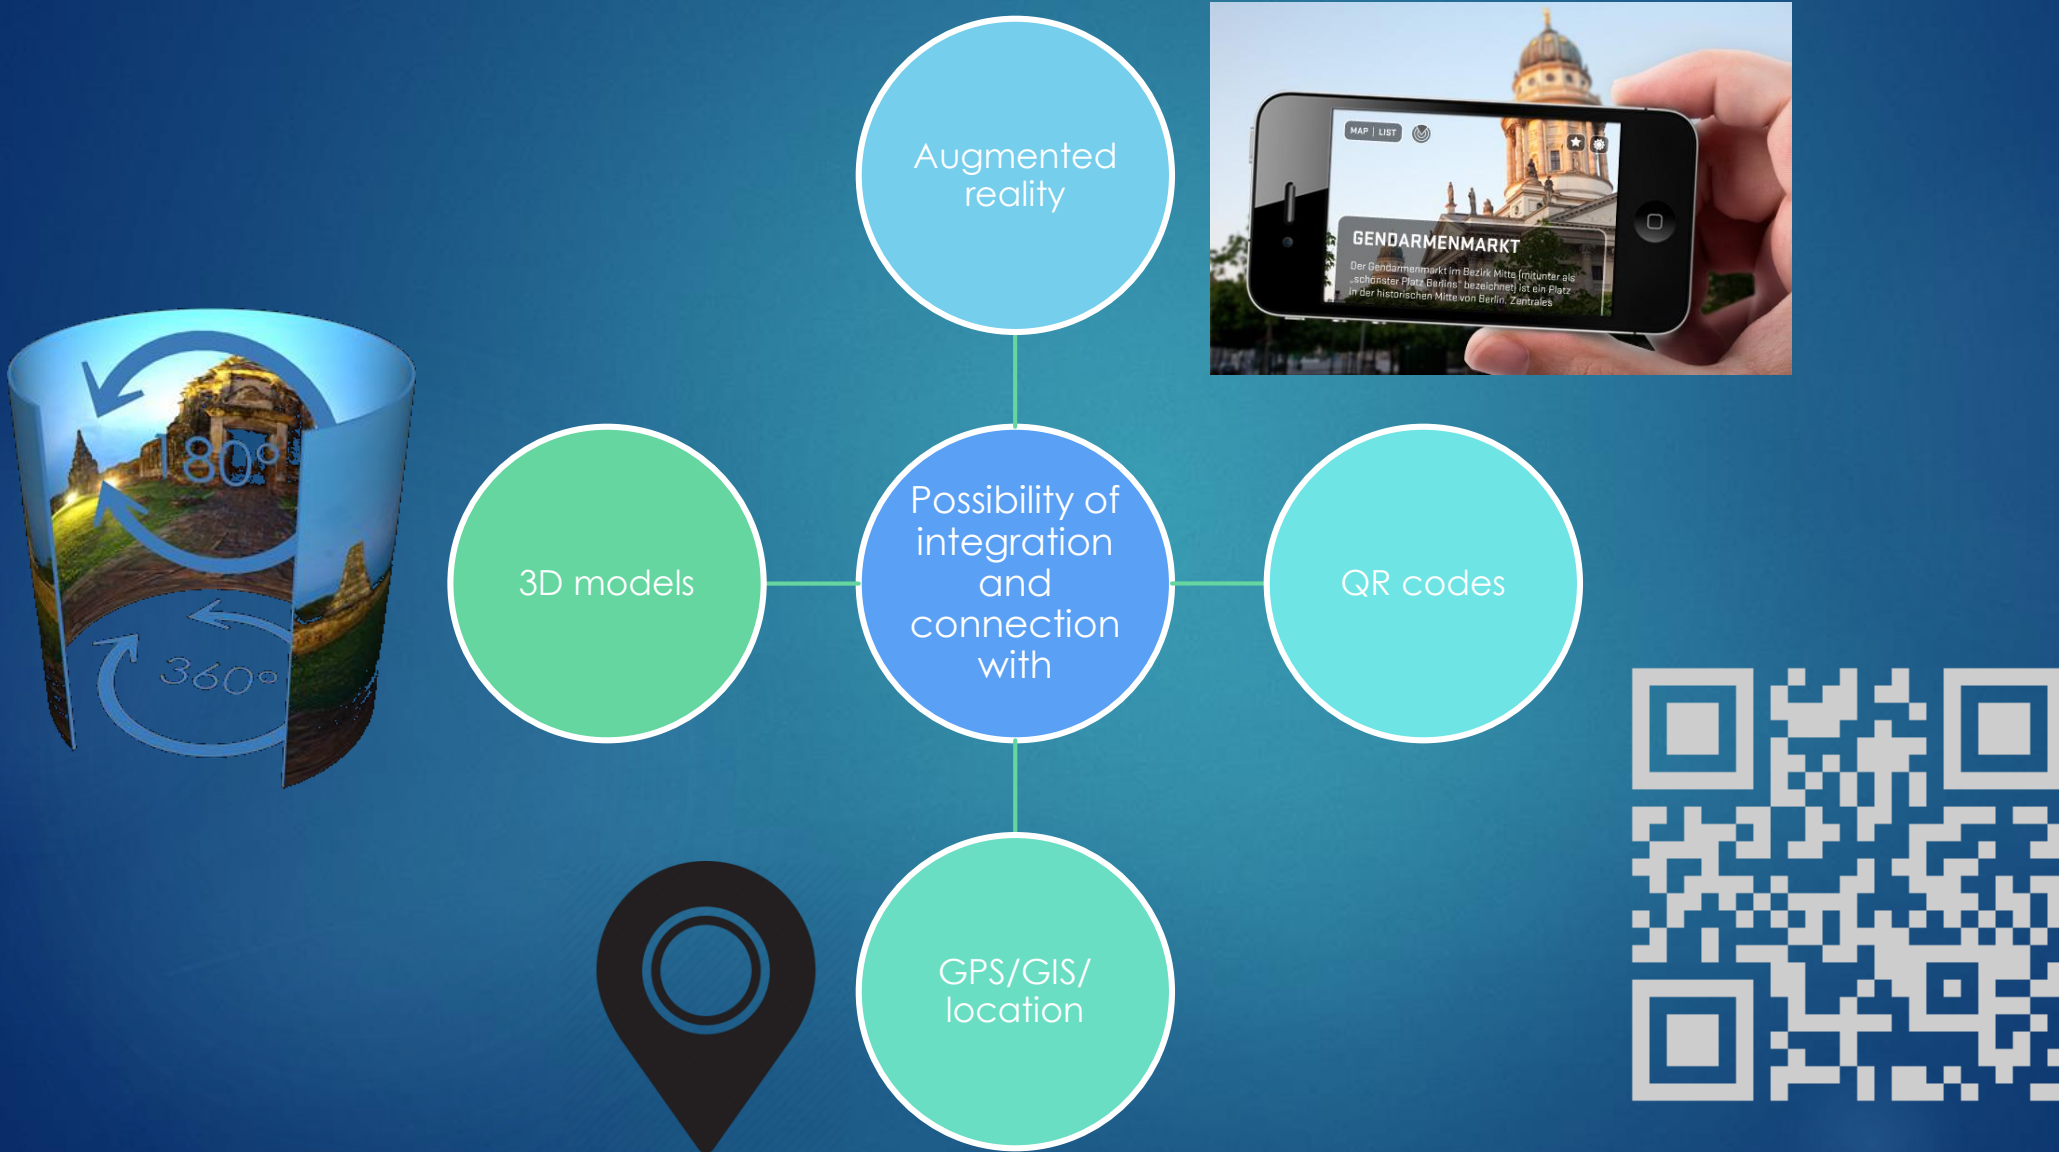 Augmented
reality
MAP | LIST
GENDARMENMARKT
Der Gendarmenmarkt im Bezirk Mitte (mitunter als
„schönster Platz Berlins“ bezeichnet) ist ein Platz
in der historischen Mitte von Berlin. Zentrales
180°
360°
3D models
Possibility of
integration
and
connection
with
QR codes
GPS/GIS/
location